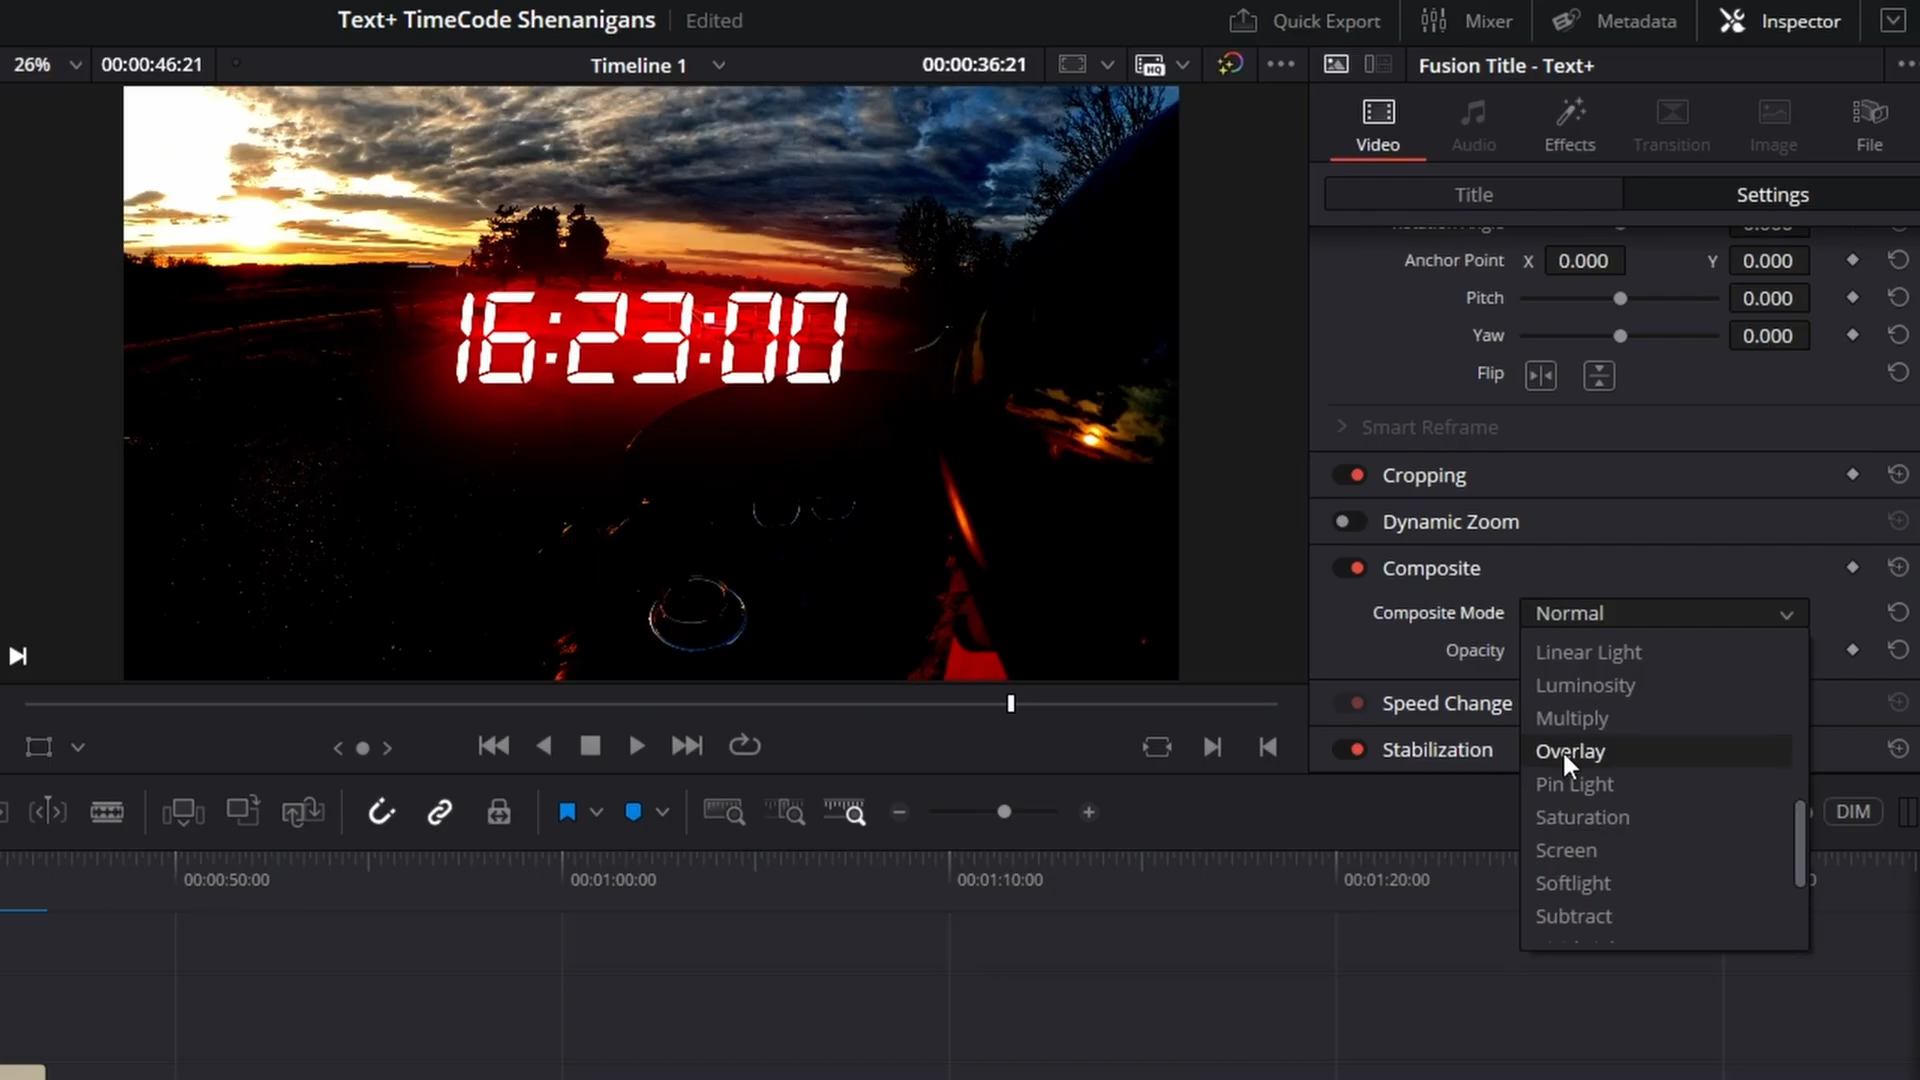 Text+ TimeCode Shenanigans Edited Quick Export Mixer Metadata Inspector
26% 00:00:46:21 Timeline 1 00:00:36:21 HQ Fusion Title - Text+
Video Audio Effects Transition Image File
Title Settings
Anchor Point X 0.000 Y 0.000
Pitch 0.000
Yaw 0.000
Flip
Smart Reframe
Cropping
Dynamic Zoom
Composite
Composite Mode Normal
Opacity
Speed Change
Stabilization
Linear Light
Luminosity
Multiply
Overlay
Pin Light
Saturation
Screen
Softlight
Subtract
16:23:00
DIM
00:00:50:00 00:01:00:00 00:01:10:00 00:01:20:00